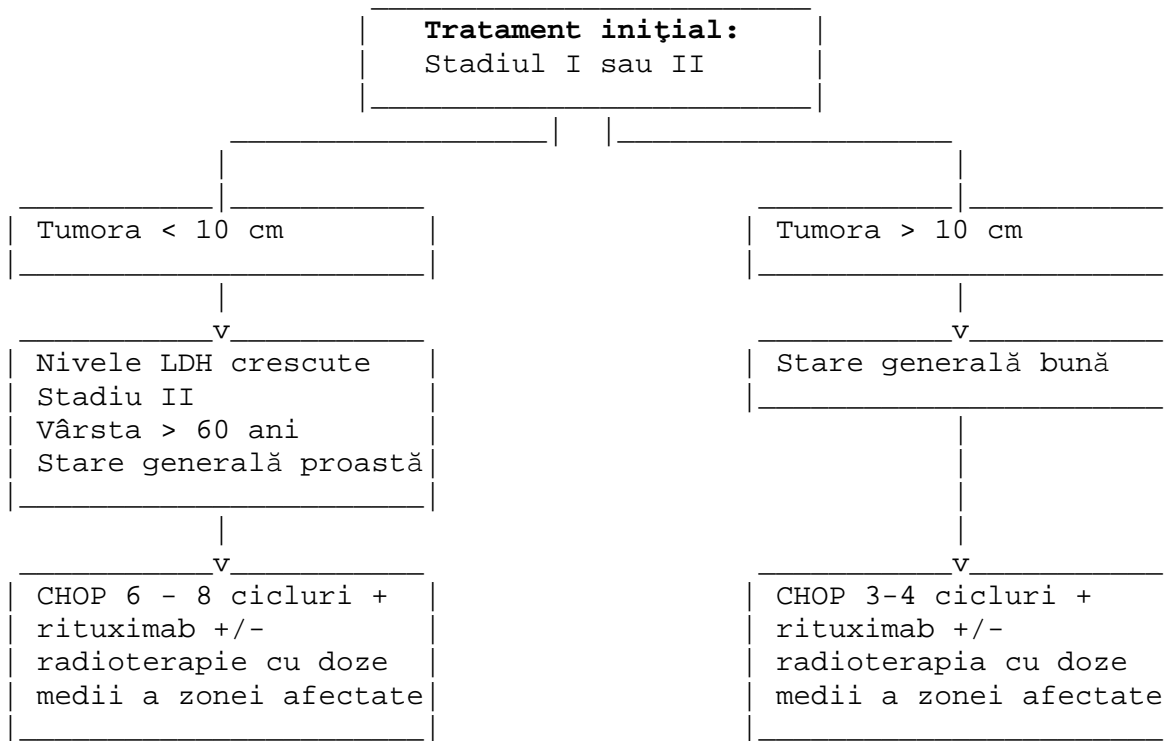 Tratament iniţial:
Stadiul I sau II
Tumora < 10 cm
Tumora > 10 cm
Nivele LDH crescute
Stadiu II
Vârsta > 60 ani
Stare generală proastă
Stare generală bună
CHOP 6 - 8 cicluri +
rituximab +/-
radioterapie cu doze
medii a zonei afectate
CHOP 3-4 cicluri +
rituximab +/-
radioterapia cu doze
medii a zonei afectate